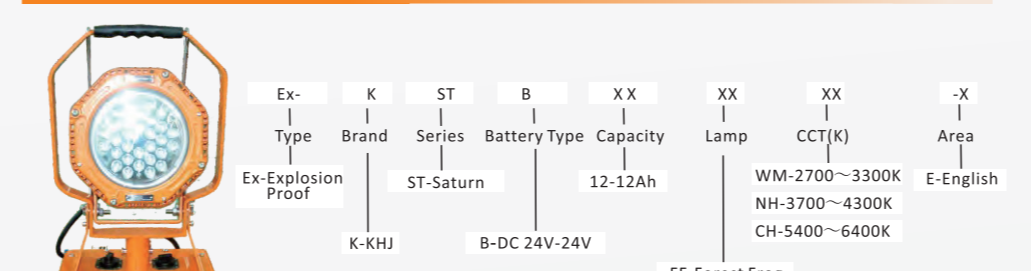 Ex- K ST B X X XX XX -X
Type Brand Series Battery Type Capacity Lamp CCT(K) Area
Ex-Explosion Proof
ST-Saturn
12-12Ah
WM-2700～3300K
NH-3700～4300K
CH-5400～6400K
E-English
K-KHJ
B-DC 24V-24V